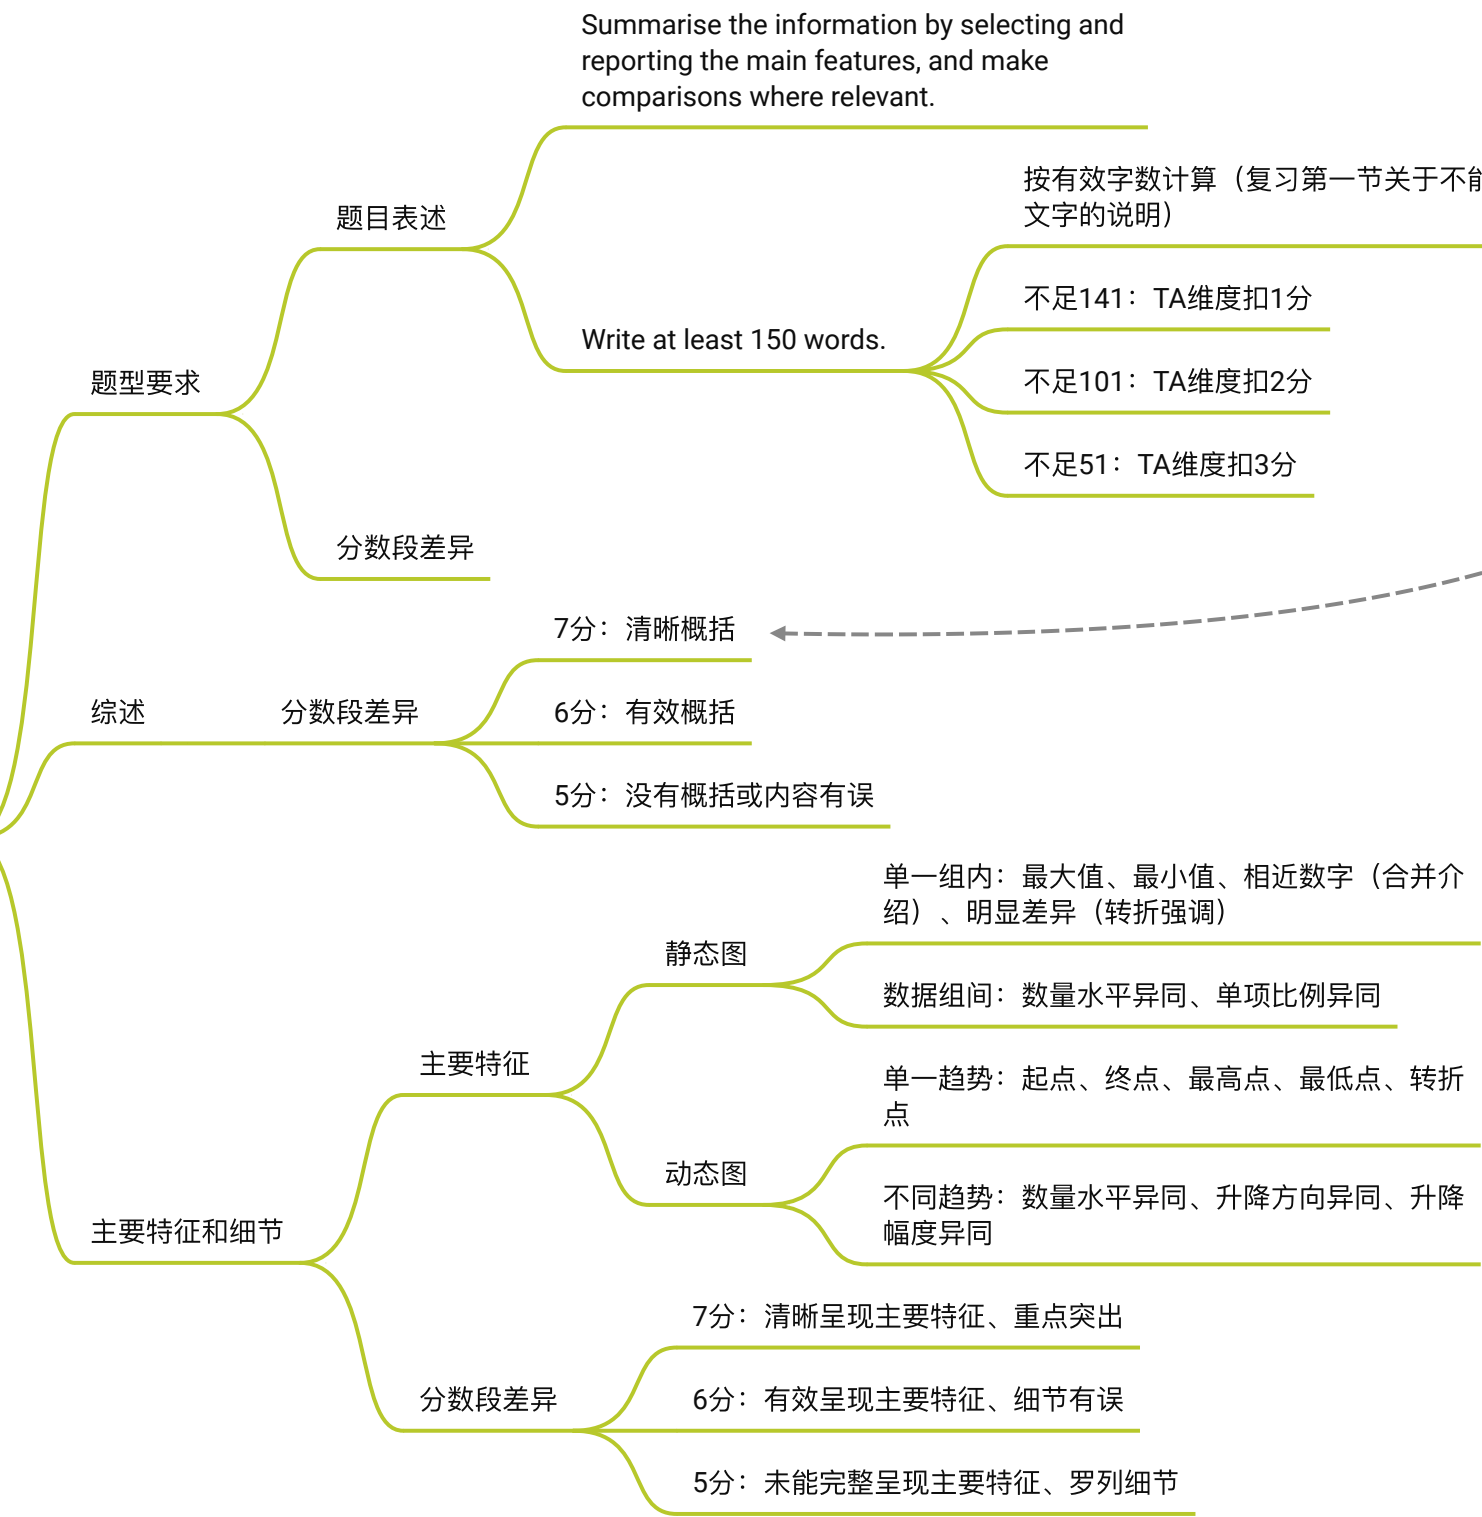 Summarise the information by selecting and
reporting the main features, and make
comparisons where relevant.
按有效字数计算（复习第一节关于不能
文字的说明）
题目表述
不足141：TA维度扣1分
Write at least 150 words.
不足101：TA维度扣2分
题型要求
不足51：TA维度扣3分
分数段差异
7分：清晰概括
综述
分数段差异
6分：有效概括
5分：没有概括或内容有误
单一组内：最大值、最小值、相近数字（合并介
绍）、明显差异（转折强调）
静态图
数据组间：数量水平异同、单项比例异同
主要特征
单一趋势：起点、终点、最高点、最低点、转折
点
动态图
不同趋势：数量水平异同、升降方向异同、升降
幅度异同
主要特征和细节
7分：清晰呈现主要特征、重点突出
分数段差异
6分：有效呈现主要特征、细节有误
5分：未能完整呈现主要特征、罗列细节